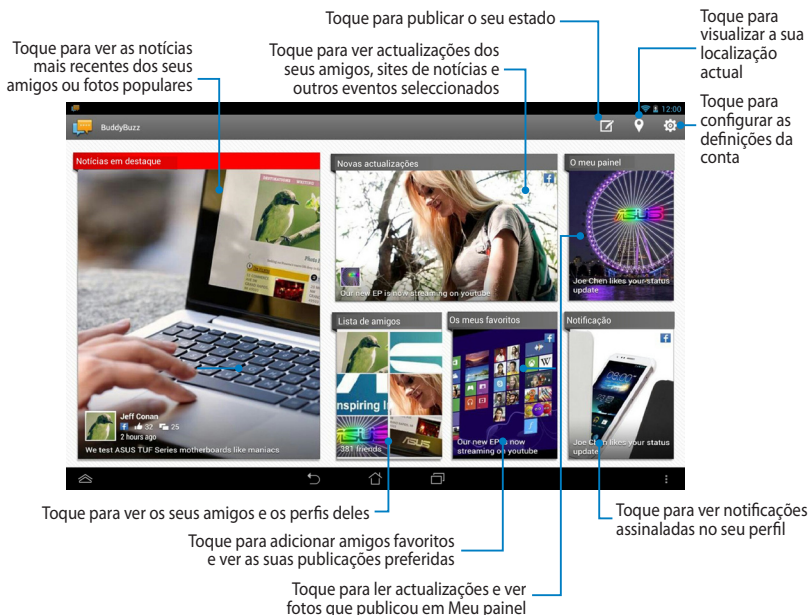 Toque para publicar o seu estado
Toque para
visualizar a sua
localização
actual
Toque para ver as notícias
mais recentes dos seus
amigos ou fotos populares
Toque para ver actualizações dos
seus amigos, sites de notícias e
outros eventos seleccionados
Toque para
configurar as
definições da
conta
12:00
BuddyBuzz
Notícias em destaque
Novas actualizações
O meu painel
ASUS
Our new EP is now streaming on youtube
Joe Chen likes your status
update
Lista de amigos
Os meus favoritos
Notificação
nspiring In
ASUS
ASUS
381 friends
Our new EP is now
streaming on youtube
08:00
Joe Chen likes your status
update
Jeff Conan
32 25
2 hours ago
We test ASUS TUF Series motherboards like maniacs
Toque para ver os seus amigos e os perfis deles
Toque para ver notificações
assinaladas no seu perfil
Toque para adicionar amigos favoritos
e ver as suas publicações preferidas
Toque para ler actualizações e ver
fotos que publicou em Meu painel